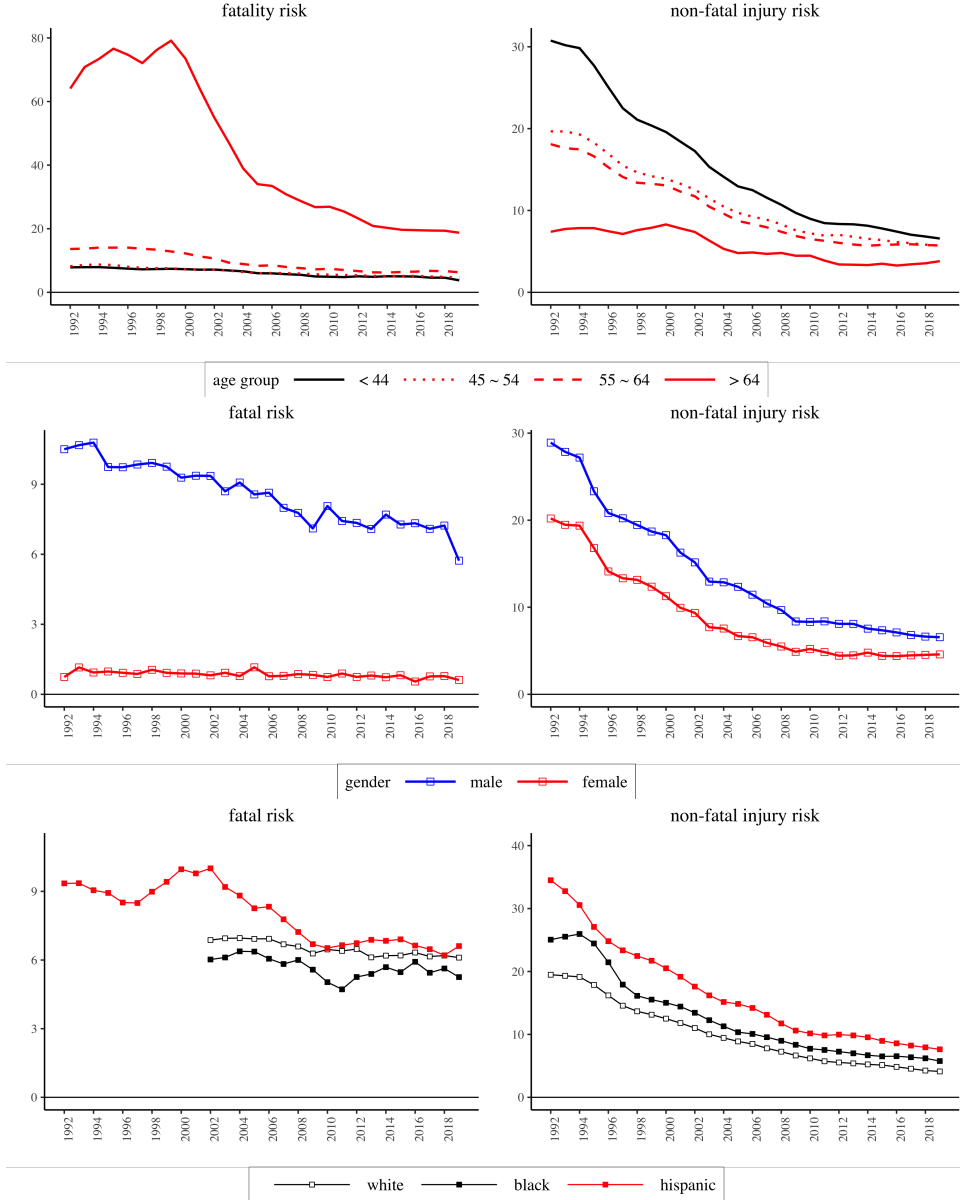 fatality risk
non-fatal injury risk
80
60
40
20
0
1992 1994 1996 1998 2000 2002 2004 2006 2008 2010 2012 2014 2016 2018
30
20
10
0
1992 1994 1996 1998 2000 2002 2004 2006 2008 2010 2012 2014 2016 2018
age group < 44 45 ~ 54 55 ~ 64 > 64
fatal risk
non-fatal injury risk
9
6
3
0
1992 1994 1996 1998 2000 2002 2004 2006 2008 2010 2012 2014 2016 2018
30
20
10
0
1992 1994 1996 1998 2000 2002 2004 2006 2008 2010 2012 2014 2016 2018
gender male female
fatal risk
non-fatal injury risk
9
6
3
0
1992 1994 1996 1998 2000 2002 2004 2006 2008 2010 2012 2014 2016 2018
40
30
20
10
0
1992 1994 1996 1998 2000 2002 2004 2006 2008 2010 2012 2014 2016 2018
white black hispanic